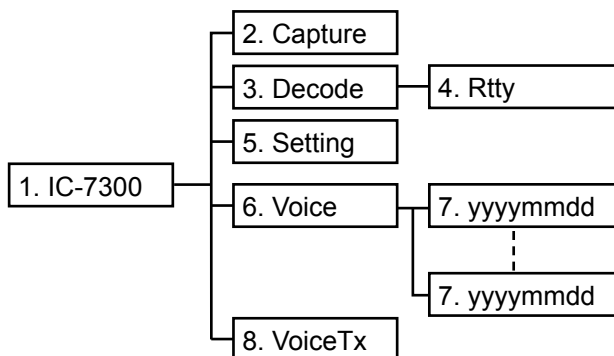 2. Capture
3. Decode
4. Rtty
5. Setting
1. IC-7300
6. Voice
7. yyyymmdd
7. yyyymmdd
8. VoiceTx